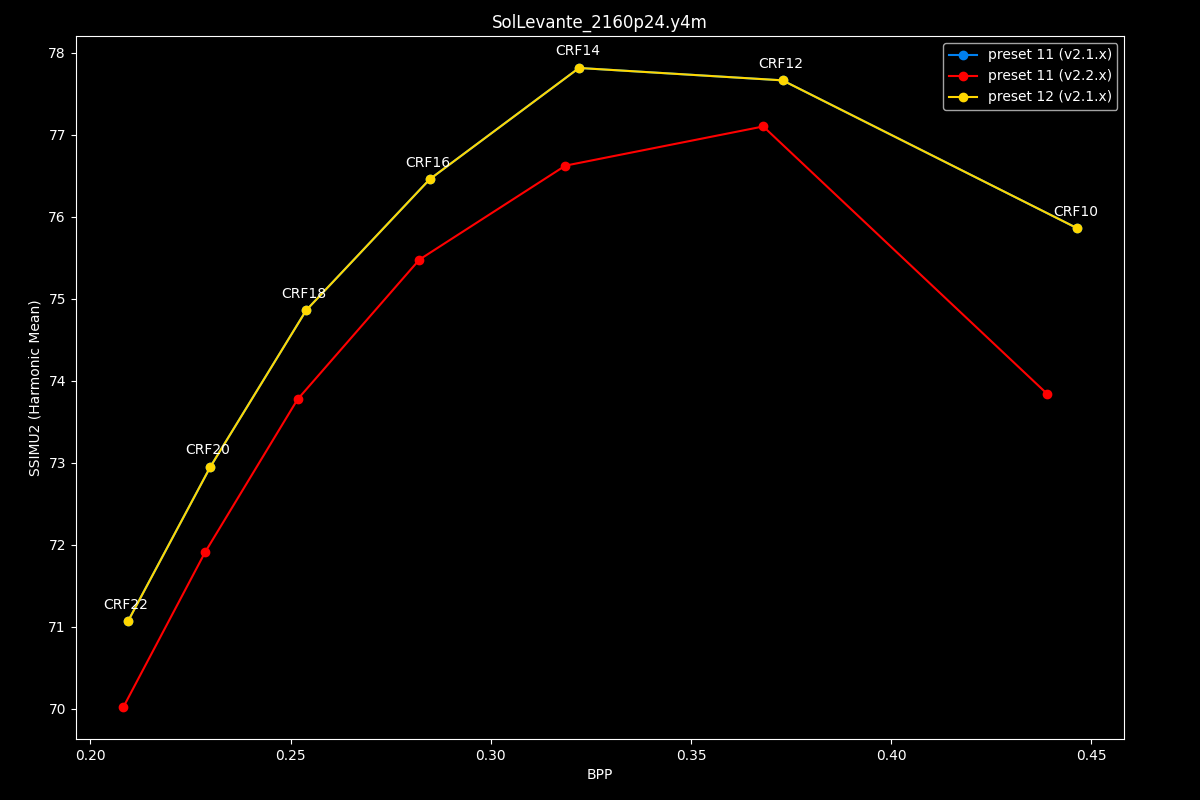 SolLevante_2160p24.y4m
CRF14
CRF12
CRF16
CRF10
CRF18
CRF20
CRF22
preset 11 (v2.1.x)
preset 11 (v2.2.x)
preset 12 (v2.1.x)
78
77
76
75
74
73
72
71
70
SSIMU2 (Harmonic Mean)
0.20 0.25 0.30 0.35 0.40 0.45
BPP